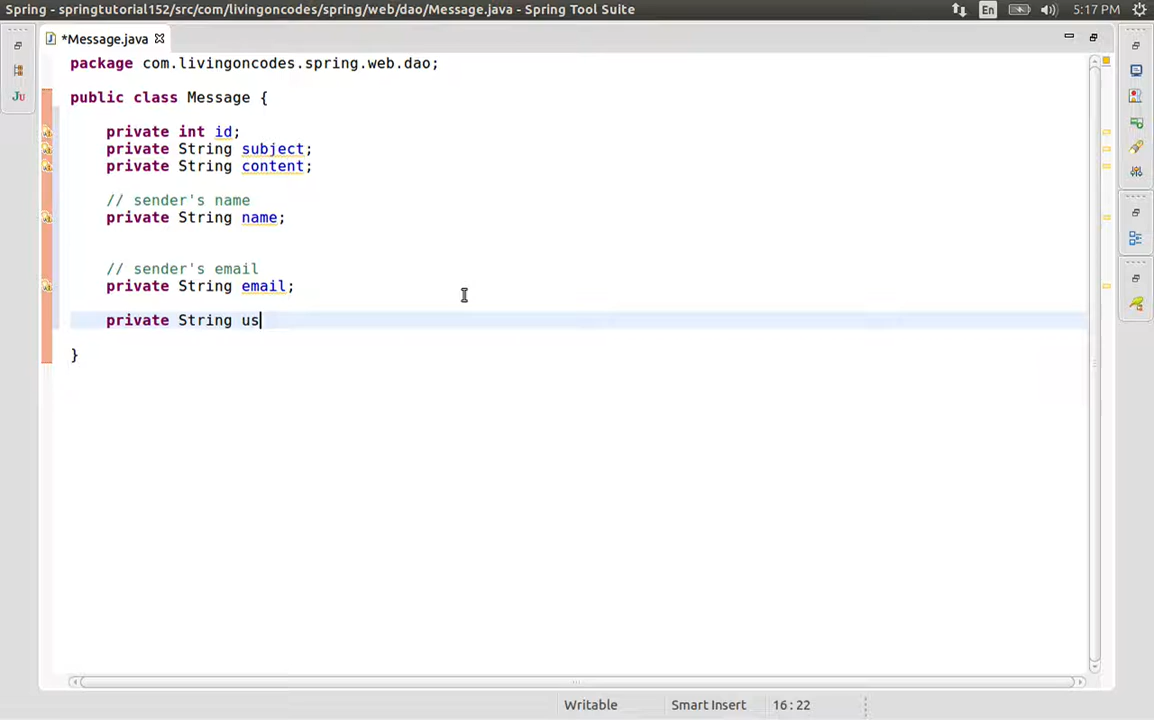 Spring - springtutorial152/src/com/livingoncodes/spring/web/dao/Message.java - Spring Tool Suite
En
5:17 PM
*Message.java
package com.livingoncodes.spring.web.dao;
public class Message {
private int id;
private String subject;
private String content;
// sender's name
private String name;
// sender's email
private String email;
private String us
}
JU
Writable
Smart Insert
16 : 22